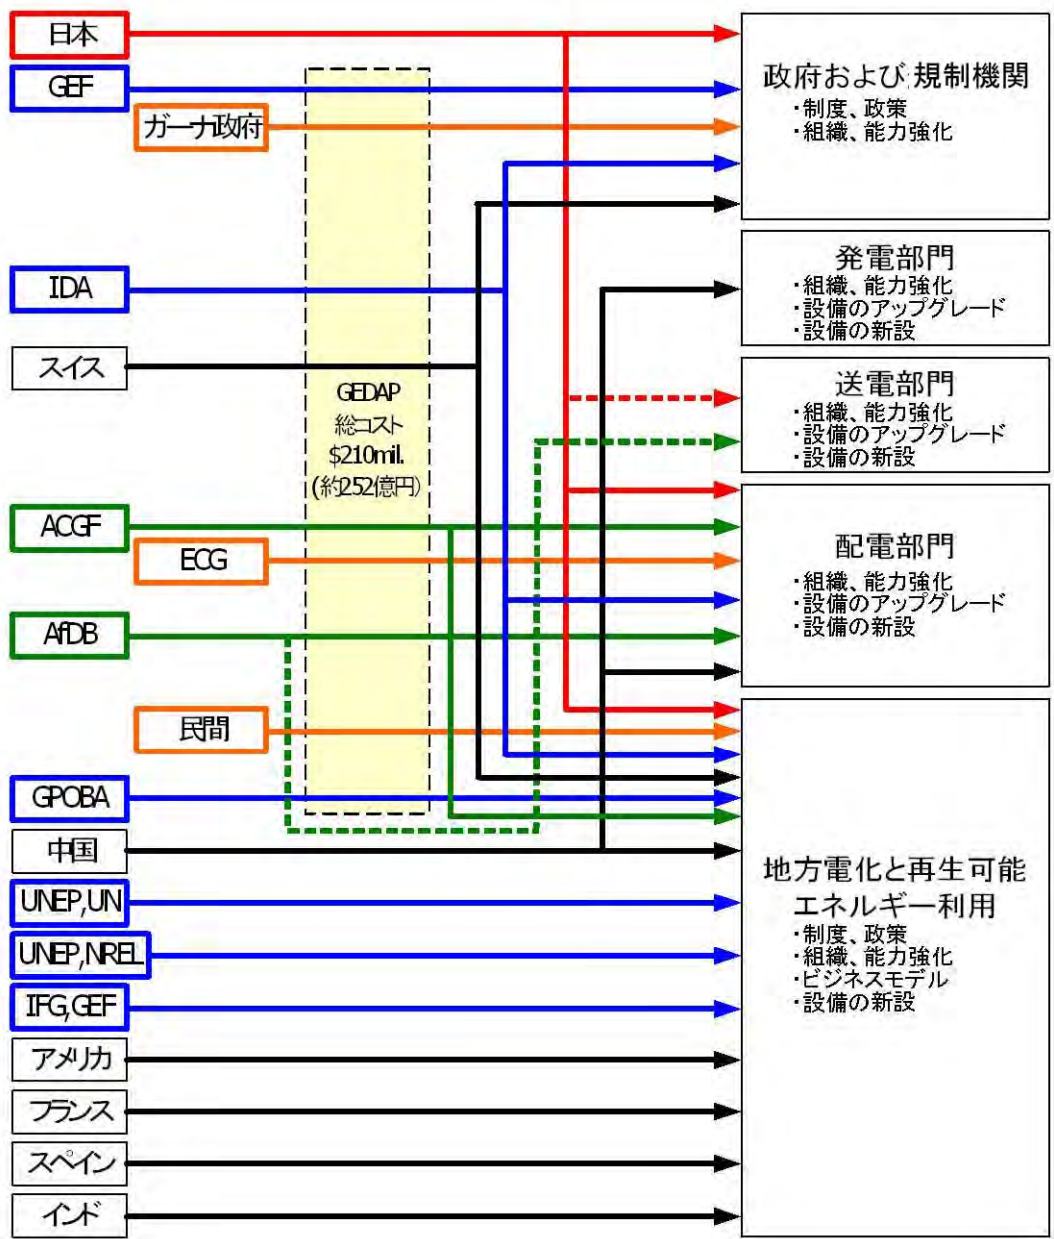 日本
GEF
ガーナ政府
IDA
スイス
ACGF
ECG
AfDB
民間
GPOBA
中国
UNEP,UN
UNEP,NREL
IFG,GEF
アメリカ
フランス
スペイン
インド
GEDAP
総コスト
$210mil.
(約252億円)
政府および規制機関
・制度、政策
・組織、能力強化
発電部門
・組織、能力強化
・設備のアップグレード
・設備の新設
送電部門
・組織、能力強化
・設備のアップグレード
・設備の新設
配電部門
・組織、能力強化
・設備のアップグレード
・設備の新設
地方電化と再生可能
エネルギー利用
・制度、政策
・組織、能力強化
・ビジネスモデル
・設備の新設